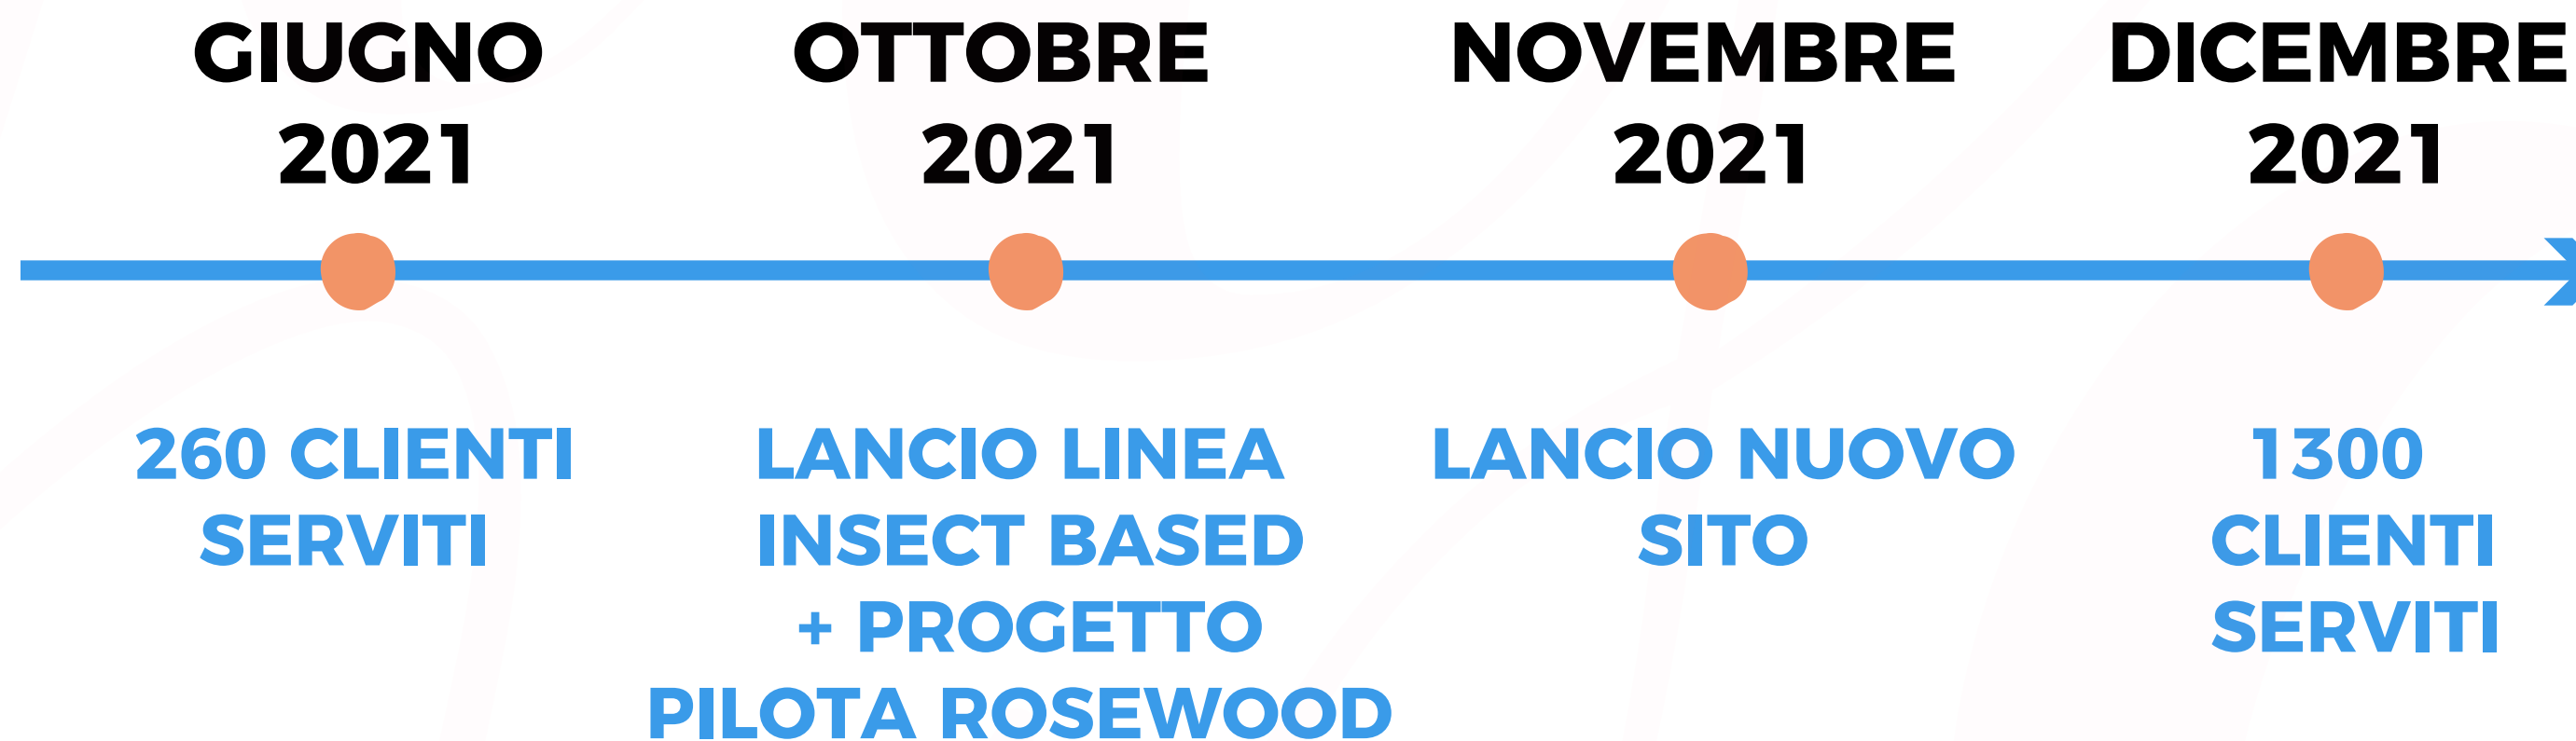 GIUGNO
2021
260 CLIENTI
SERVITI
OTTOBRE
2021
LANCIO LINEA
INSECT BASED
+ PROGETTO
PILOTA ROSEWOOD
NOVEMBRE
2021
LANCIO NUOVO
SITO
DICEMBRE
2021
1300
CLIENTI
SERVITI